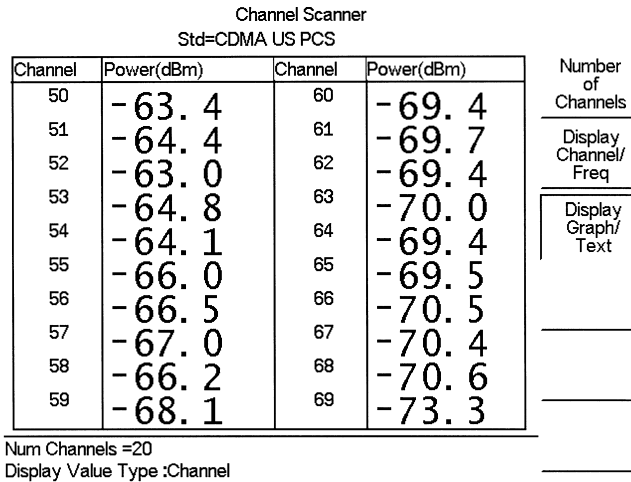 Channel Scanner
Std=CDMA US PCS
Channel Power(dBm) Channel Power(dBm)
50 -63.4 60 -69.4
51 -64.4 61 -69.7
52 -63.0 62 -69.4
53 -64.8 63 -70.0
54 -64.1 64 -69.4
55 -66.0 65 -69.5
56 -66.5 66 -70.5
57 -67.0 67 -70.4
58 -66.2 68 -70.6
59 -68.1 69 -73.3
Num Channels =20
Display Value Type :Channel
Number
of
Channels
Display
Channel/
Freq
Display
Graph/
Text